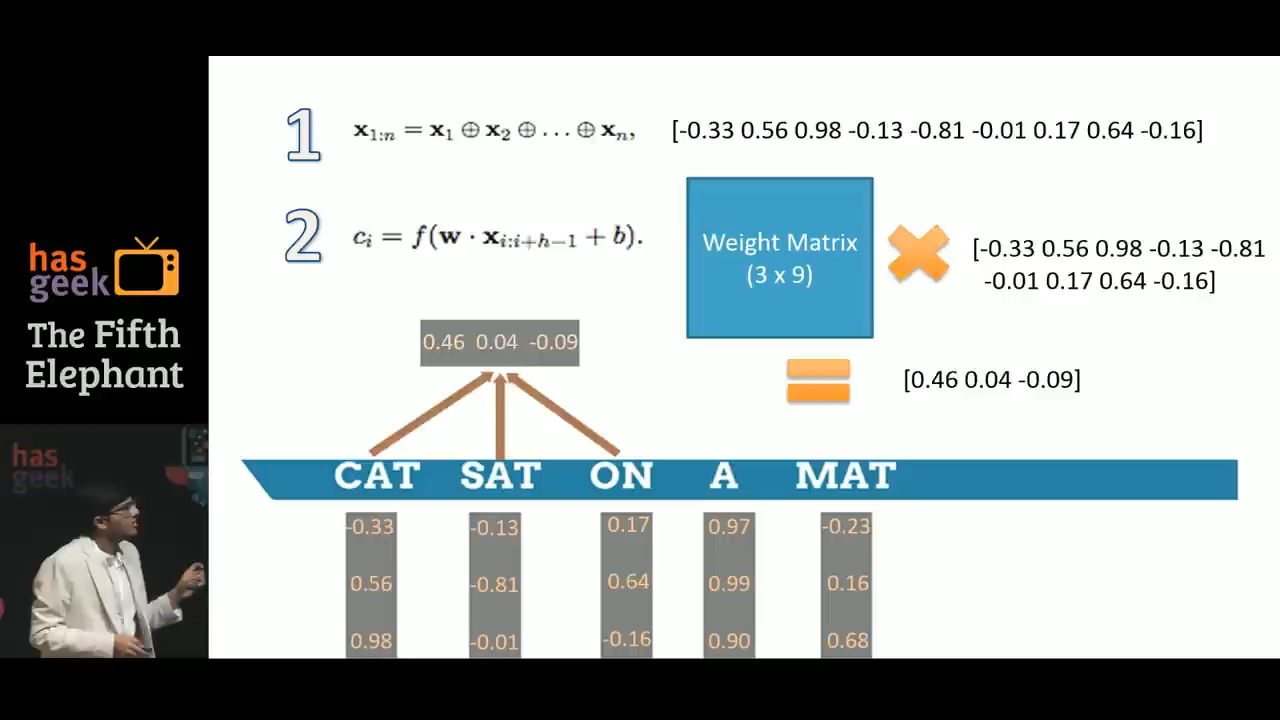 1 x1:n = x1 ⊕ x2 ⊕ . . . ⊕ xn, [-0.33 0.56 0.98 -0.13 -0.81 -0.01 0.17 0.64 -0.16]
2 ci = f(w · xi:i+h−1 + b).
Weight Matrix
(3 x 9)
[-0.33 0.56 0.98 -0.13 -0.81
-0.01 0.17 0.64 -0.16]
has
geek
The Fifth
Elephant
0.46 0.04 -0.09
[0.46 0.04 -0.09]
has
geek
CAT SAT ON A MAT
-0.33 -0.13 0.17 0.97 -0.23
0.56 -0.81 0.64 0.99 0.16
0.98 -0.01 -0.16 0.90 0.68